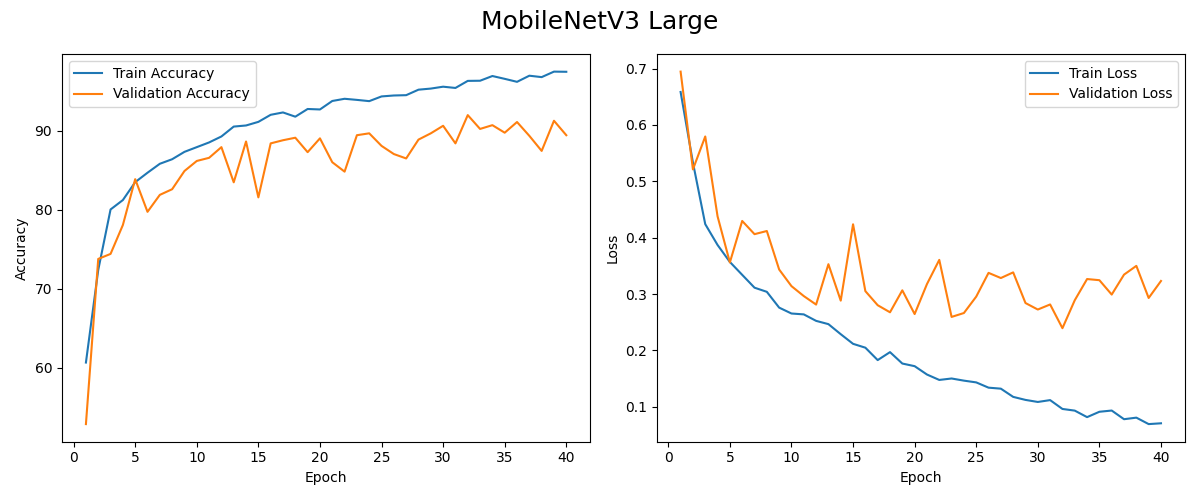 MobileNetV3 Large
Train Accuracy
Validation Accuracy
Accuracy
90
80
70
60
0 5 10 15 20 25 30 35 40
Epoch
Train Loss
Validation Loss
Loss
0.7
0.6
0.5
0.4
0.3
0.2
0.1
0 5 10 15 20 25 30 35 40
Epoch